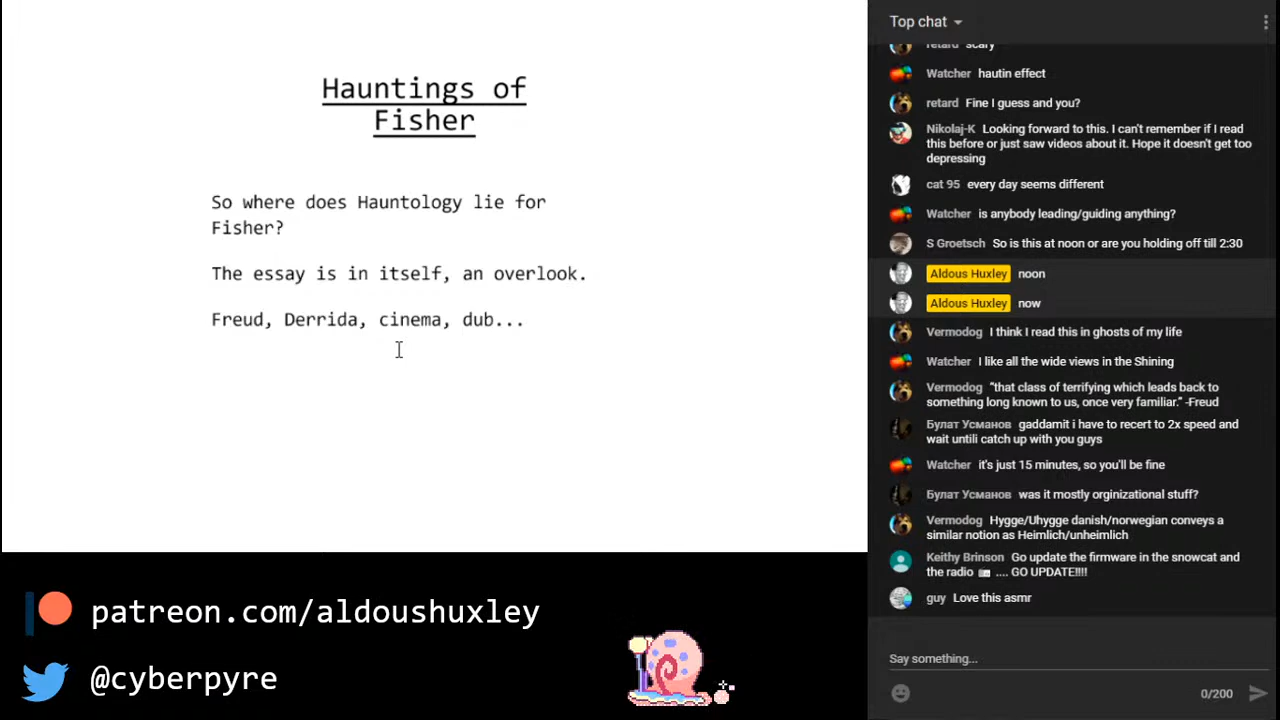 Hauntings of
Fisher
So where does Hauntology lie for
Fisher?
The essay is in itself, an overlook.
Freud, Derrida, cinema, dub...
patreon.com/aldoushuxley
@cyberpyre
Top chat
retard scary
Watcher hautin effect
retard Fine I guess and you?
Nikolaj-K Looking forward to this. I can't remember if I read
this before or just saw videos about it. Hope it doesn't get too
depressing
cat 95 every day seems different
Watcher is anybody leading/guiding anything?
S Groetsch So is this at noon or are you holding off till 2:30
Aldous Huxley noon
Aldous Huxley now
Vermodog I think I read this in ghosts of my life
Watcher I like all the wide views in the Shining
Vermodog "that class of terrifying which leads back to
something long known to us, once very familiar." -Freud
Булат Усманов gaddamit i have to recert to 2x speed and
wait untili catch up with you guys
Watcher it's just 15 minutes, so you'll be fine
Булат Усманов was it mostly orginizational stuff?
Vermodog Hygge/Uhygge danish/norwegian conveys a
similar notion as Heimlich/unheimlich
Keithy Brinson Go update the firmware in the snowcat and
the radio 📻 .... GO UPDATE!!!!
guy Love this asmr
Say something...
0/200